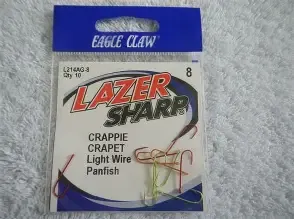 EAGLE CLAW
L214AG-8
Qty 10
8
LAZER
SHARP
CRAPPIE
CRAPET
Light Wire
Panfish